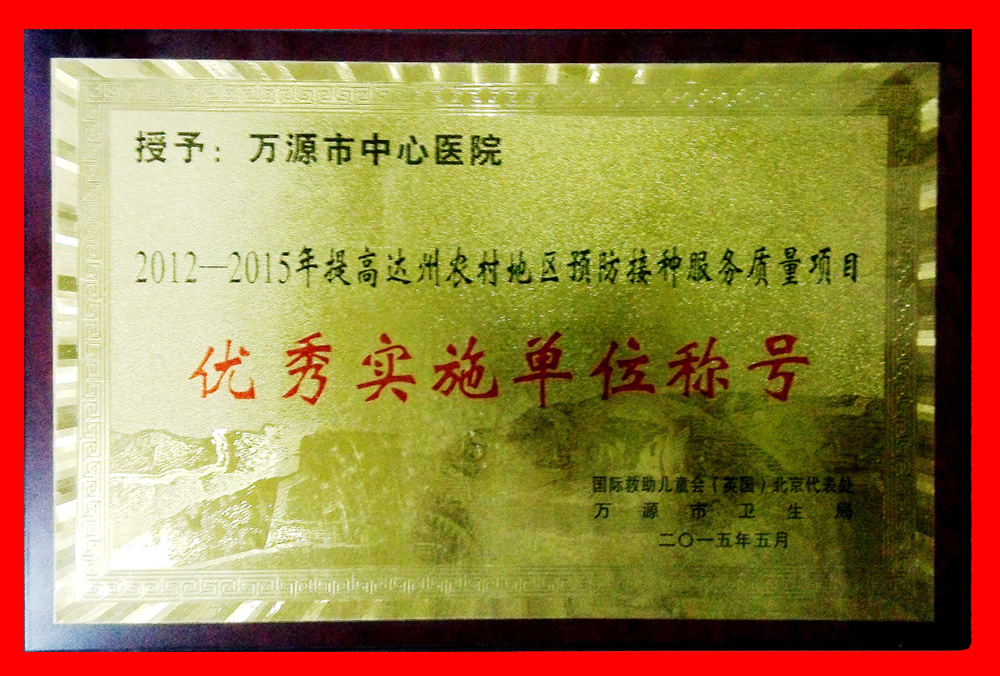 授予：万源市中心医院
2012—2015年提高达州农村地区预防接种服务质量项目
优秀实施单位称号
国际救助儿童会（英国）北京代表处
万源市卫生局
二〇一五年五月